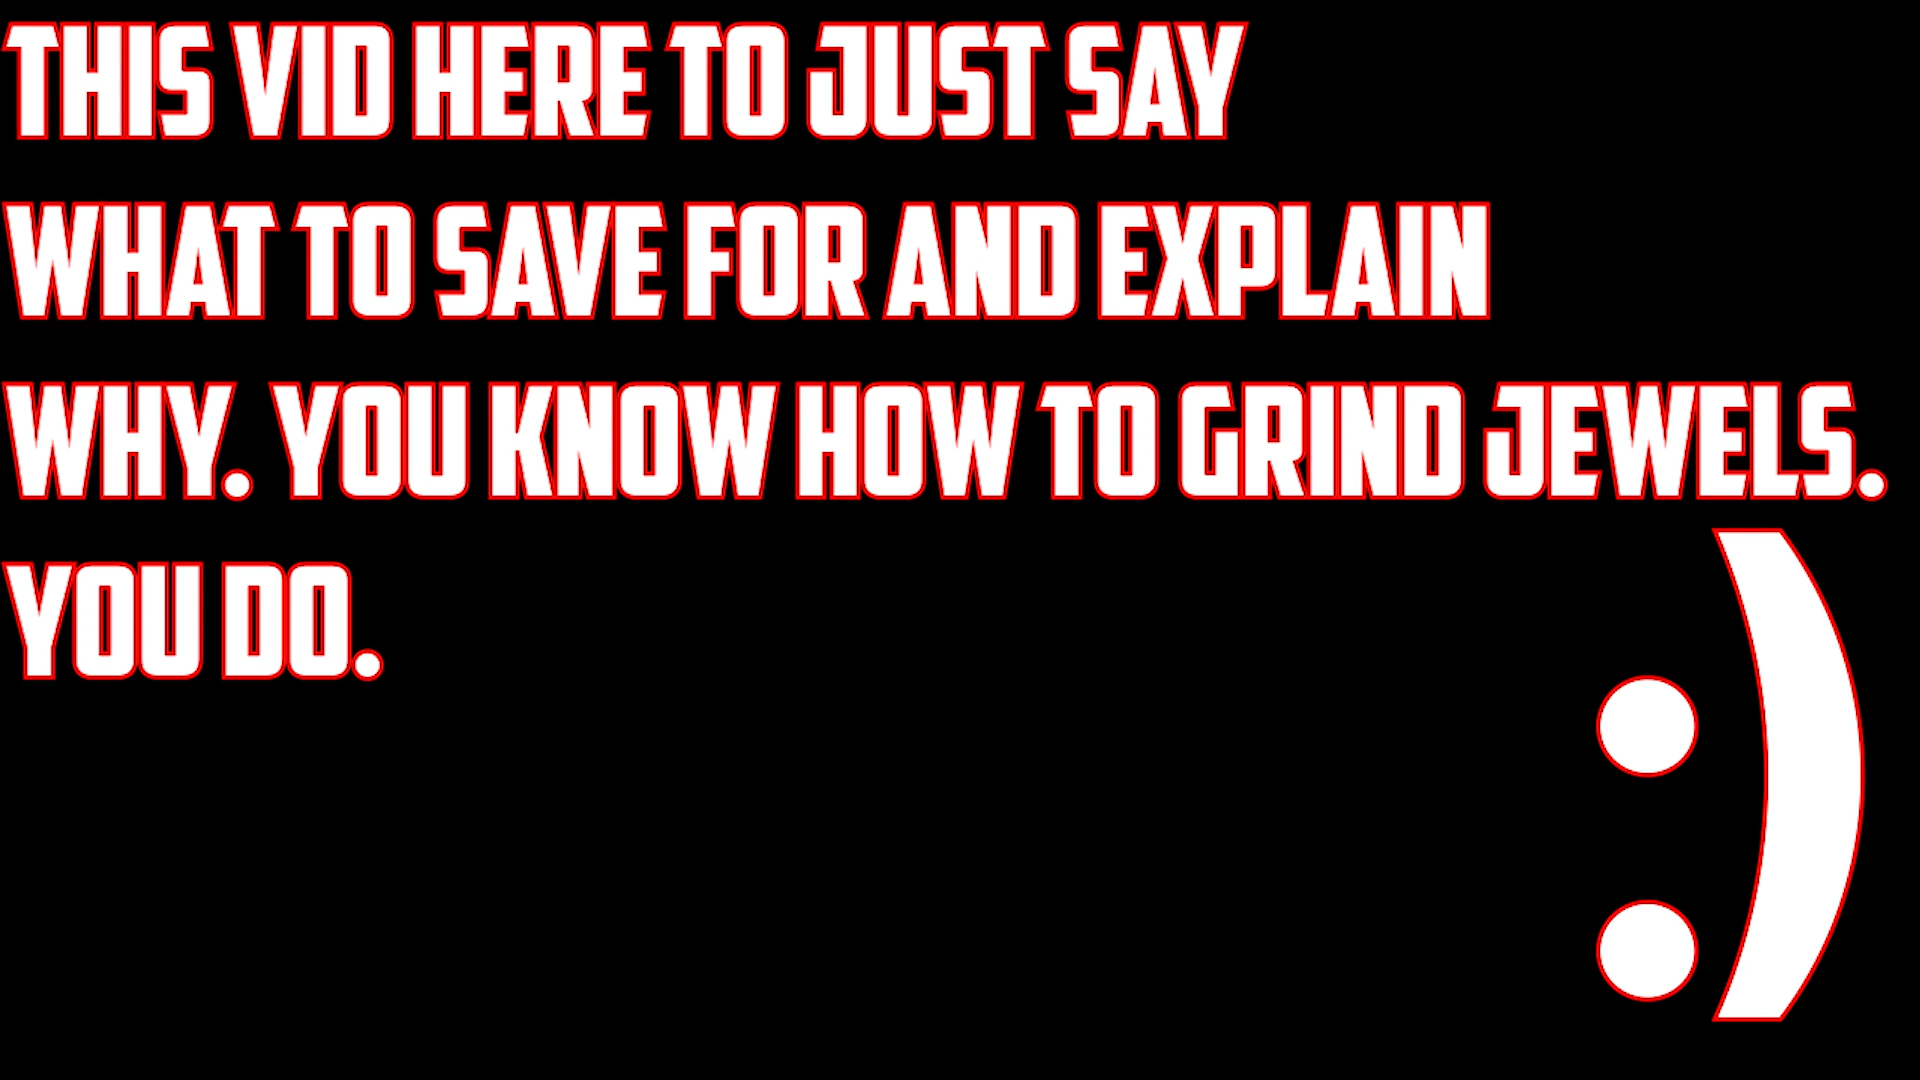 THIS VID HERE TO JUST SAY
WHAT TO SAVE FOR AND EXPLAIN
WHY. YOU KNOW HOW TO GRIND JEWELS.
YOU DO.
:)